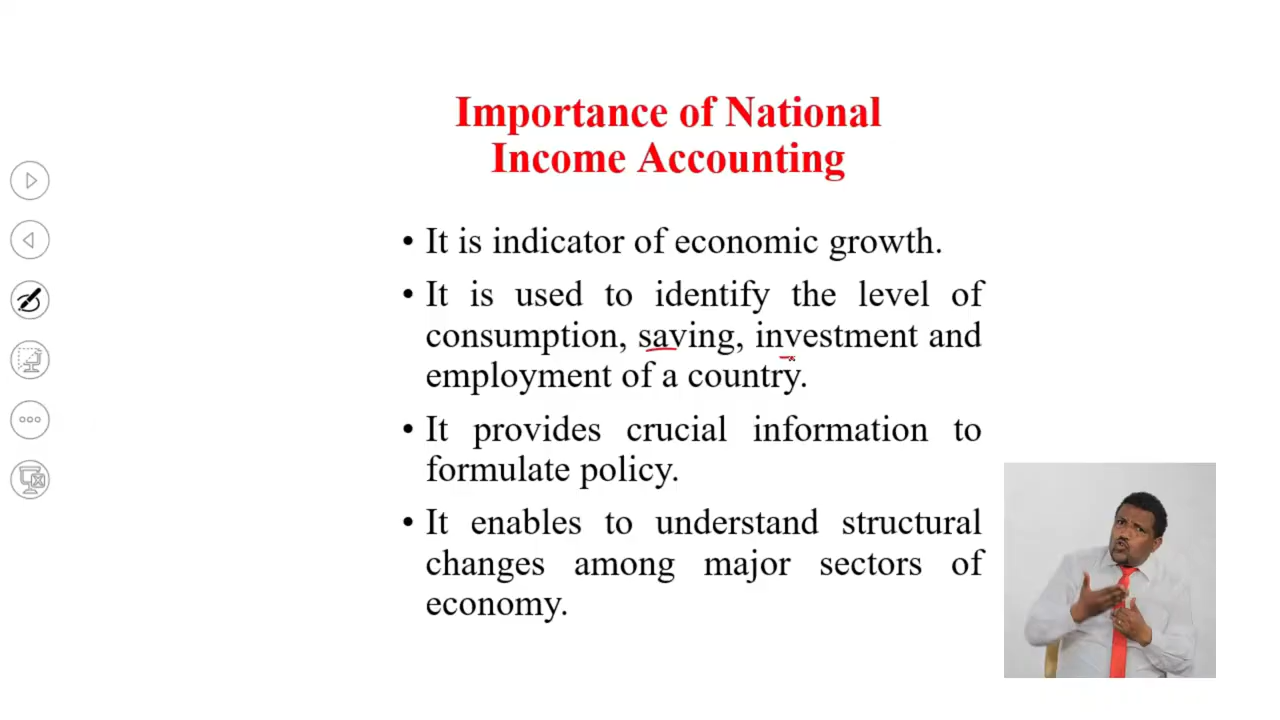 Importance of National
Income Accounting
• It is indicator of economic growth.
• It is used to identify the level of
consumption, saving, investment and
employment of a country.
• It provides crucial information to
formulate policy.
• It enables to understand structural
changes among major sectors of
economy.